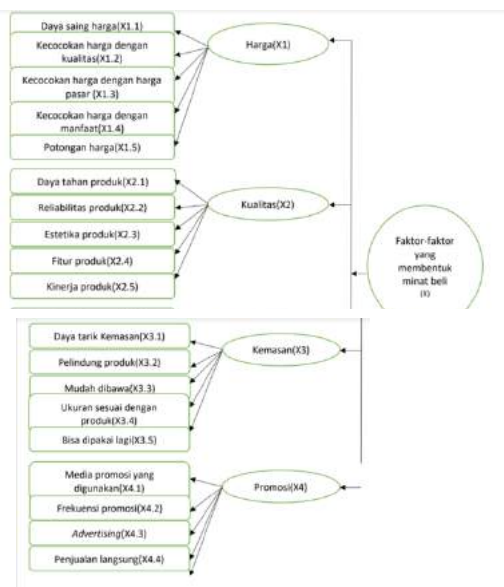 Daya saing harga(X1.1)
Kecocokan harga dengan
kualitas(X1.2)
Kecocokan harga dengan harga
pasar (X1.3)
Kecocokan harga dengan
manfaat(X1.4)
Potongan harga(X1.5)
Harga(X1)
Daya tahan produk(X2.1)
Reliabilitas produk(X2.2)
Estetika produk(X2.3)
Fitur produk(X2.4)
Kinerja produk(X2.5)
Kualitas(X2)
Faktor-faktor
yang
membentuk
minat beli
(X)
Daya tarik Kemasan(X3.1)
Pelindung produk(X3.2)
Mudah dibawa(X3.3)
Ukuran sesuai dengan
produk(X3.4)
Bisa dipakai lagi(X3.5)
Kemasan(X3)
Media promosi yang
digunakan(X4.1)
Frekuensi promosi(X4.2)
Advertising(X4.3)
Penjualan langsung(X4.4)
Promosi(X4)